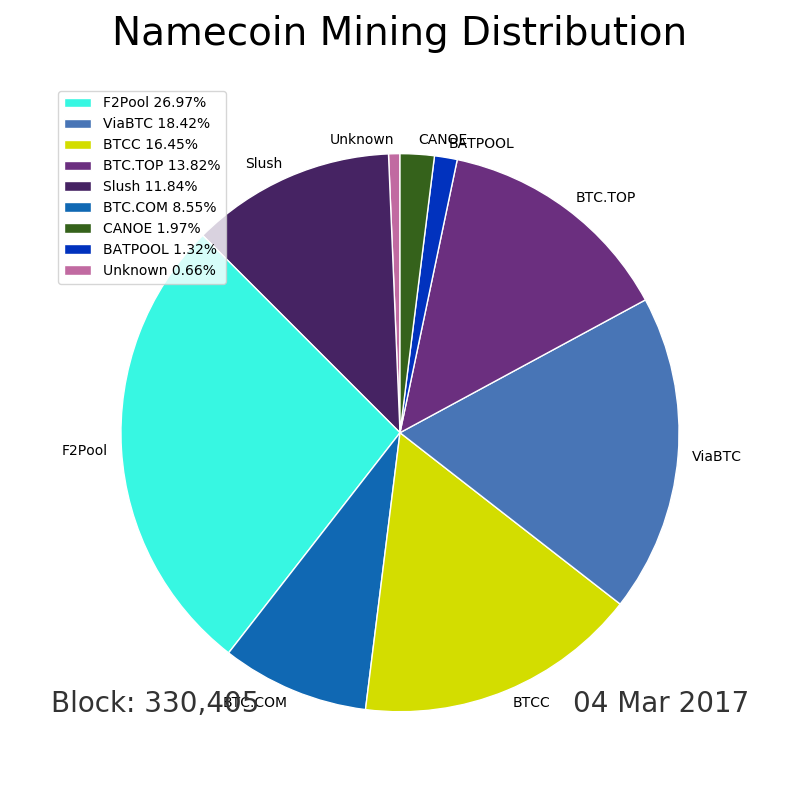 Namecoin Mining Distribution
F2Pool 26.97%
ViaBTC 18.42%
BTCC 16.45%
BTC.TOP 13.82%
Slush 11.84%
BTC.COM 8.55%
CANOE 1.97%
BATPOOL 1.32%
Unknown 0.66%
Unknown
CANOE
BATPOOL
Slush
BTC.TOP
F2Pool
ViaBTC
BTC.COM
BTCC
Block: 330,405
04 Mar 2017